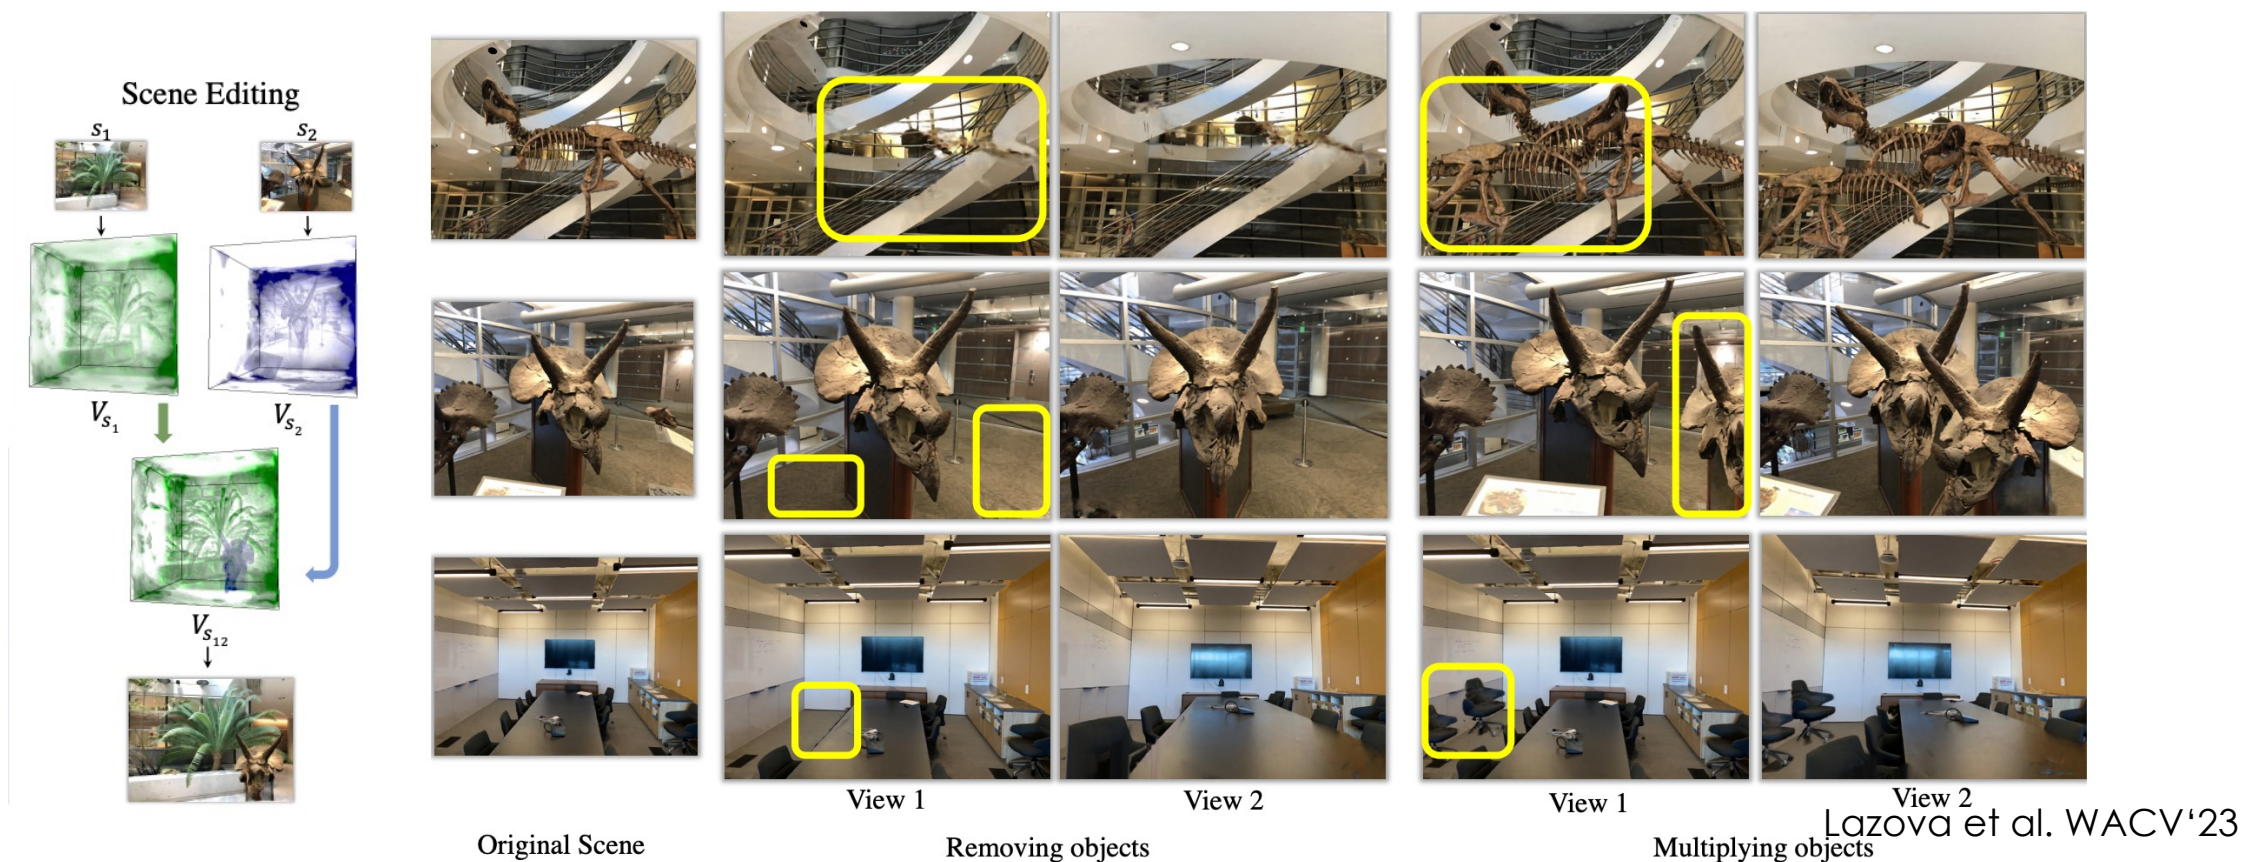 Scene Editing
s₁
s₂
Vₛ₁
Vₛ₂
Vₛ₁₂
View 1
View 2
View 1
View 2
Original Scene
Removing objects
Multiplying objects
Lazova et al. WACV‘23